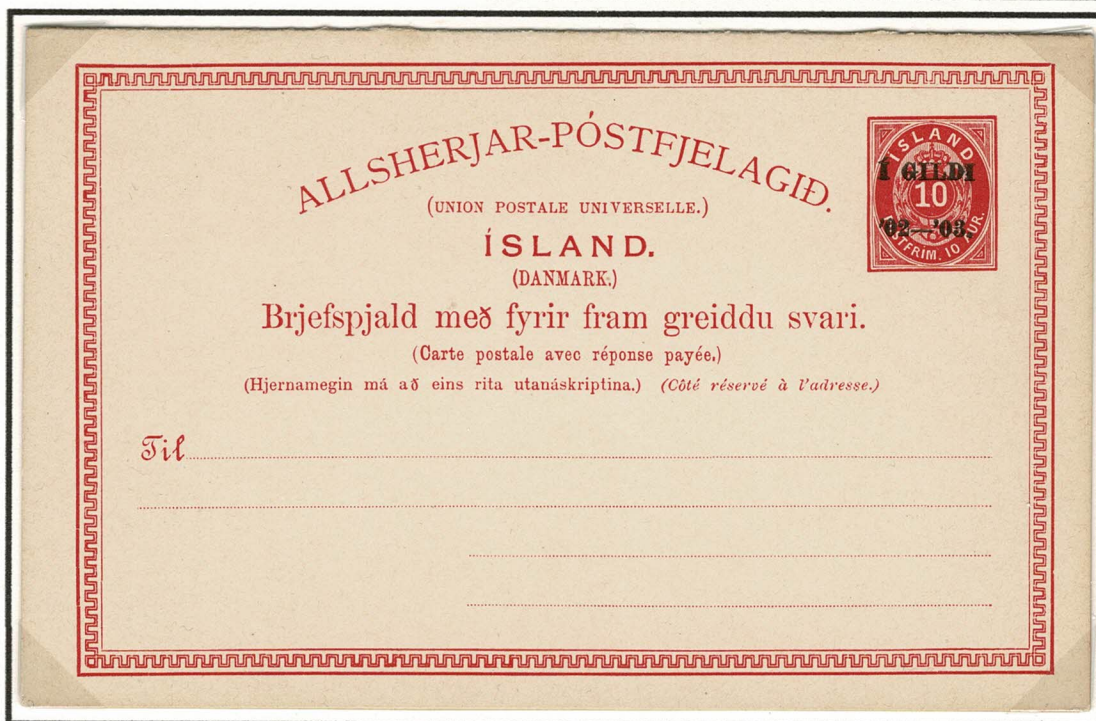 ALLSHERJAR-PÓSTFJELAGIÐ.
(UNION POSTALE UNIVERSELLE.)
ÍSLAND.
(DANMARK.)
Brjefspjald með fyrir fram greiddu svari.
(Carte postale avec réponse payée.)
(Hjernamegin má að eins rita utanáskriptina.) (Côté réservé à l'adresse.)
Til
ISLAND
Í GILDI
10
'02—'03.
PÓSTFRIM. 10 AUR.